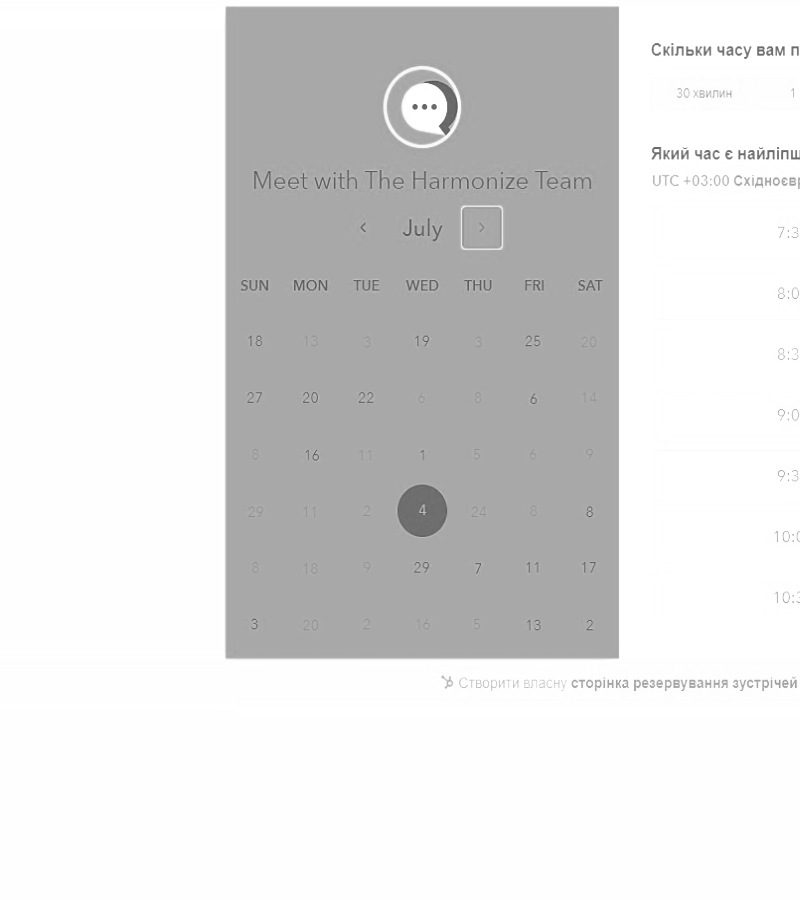 Meet with The Harmonize Team
July
SUN MON TUE WED THU FRI SAT
18 13 3 19 3 25 20
27 20 22 6 8 6 14
8 16 11 1 5 6 9
29 11 2 4 24 8 8
8 18 9 29 7 11 17
3 20 2 16 5 13 2
Скільки часу вам п
30 хвилин 1
Який час є найліпш
UTC +03:00 Східноєвр
7:3
8:0
8:3
9:0
9:3
10:0
10:3
Створити власну сторінка резервування зустрічей